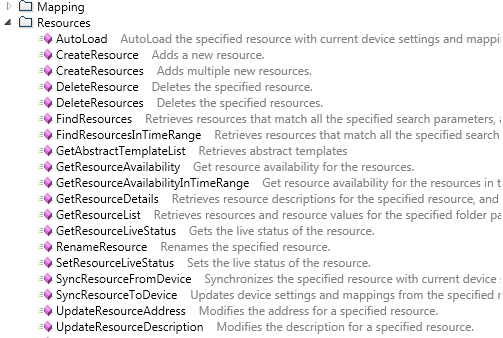 Mapping
Resources
AutoLoad AutoLoad the specified resource with current device settings and
CreateResource Adds a new resource.
CreateResources Adds multiple new resources.
DeleteResource Deletes the specified resource.
DeleteResources Deletes the specified resources.
FindResources Retrieves resources that match all the specified search parameters,
FindResourcesInTimeRange Retrieves resources that match all the specified search
GetAbstractTemplateList Retrieves abstract templates
GetResourceAvailability Get resource availability for the resources.
GetResourceAvailabilityInTimeRange Get resource availability for the resources in
GetResourceDetails Retrieves resource descriptions for the specified resource, and
GetResourceList Retrieves resources and resource values for the specified folder
GetResourceLiveStatus Gets the live status of the resource.
RenameResource Renames the specified resource.
SetResourceLiveStatus Sets the live status of the resource.
SyncResourceFromDevice Synchronizes the specified resource with current device
SyncResourceToDevice Updates device settings and mappings from the specified
UpdateResourceAddress Modifies the address for a specified resource.
UpdateResourceDescription Modifies the description for a specified resource.